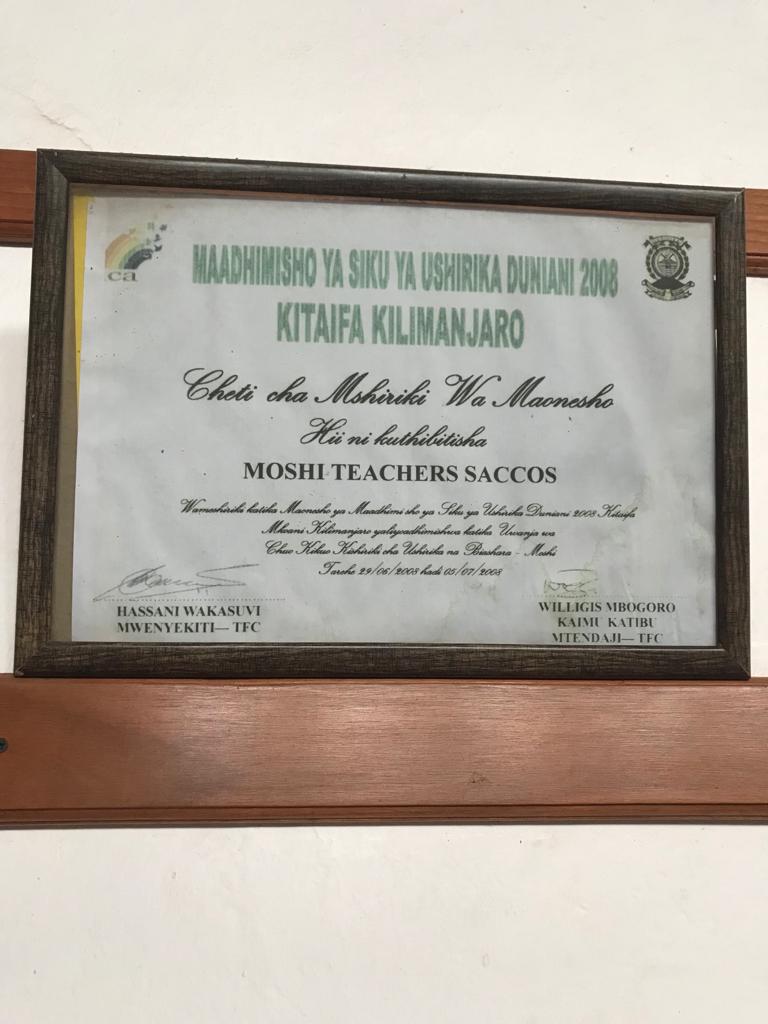 ca
MAADHIMISHO YA SIKU YA USHIRIKA DUNIANI 2008
KITAIFA KILIMANJARO
Cheti cha Mshiriki Wa Maonesho
Hii ni kuthibitisha
MOSHI TEACHERS SACCOS
Wameshiriki katika Maonesho ya Maadhimi sho ya Siku ya Ushirika Duniani 2008 Kitaifa
Mkoani Kilimanjaro yaliyoadhimishwa katika Uwanja wa
Chuo Kikuu Kishiriki cha Ushirika na Biashara - Moshi
Tarehe 29/06/2008 hadi 05/07/2008
HASSANI WAKASUVI
MWENYEKITI— TFC
WILLIGIS MBOGORO
KAIMU KATIBU
MTENDAJI— TFC